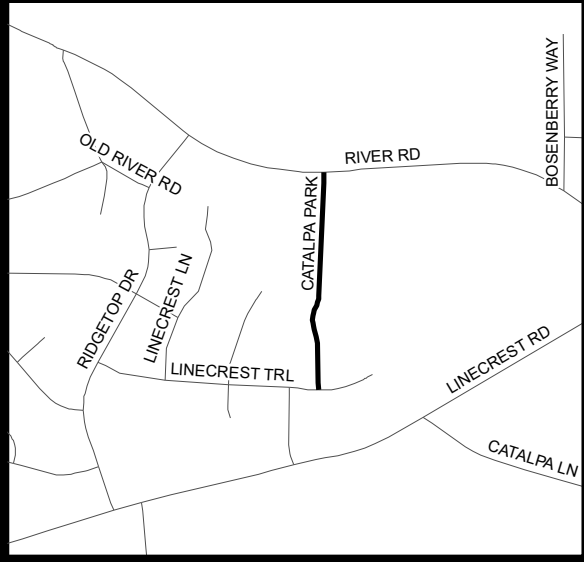 BOSENBERRY WAY
OLD RIVER RD
RIVER RD
CATALPA PARK
LINECREST LN
RIDGETOP DR
LINECREST TRL
LINECREST RD
CATALPA LN